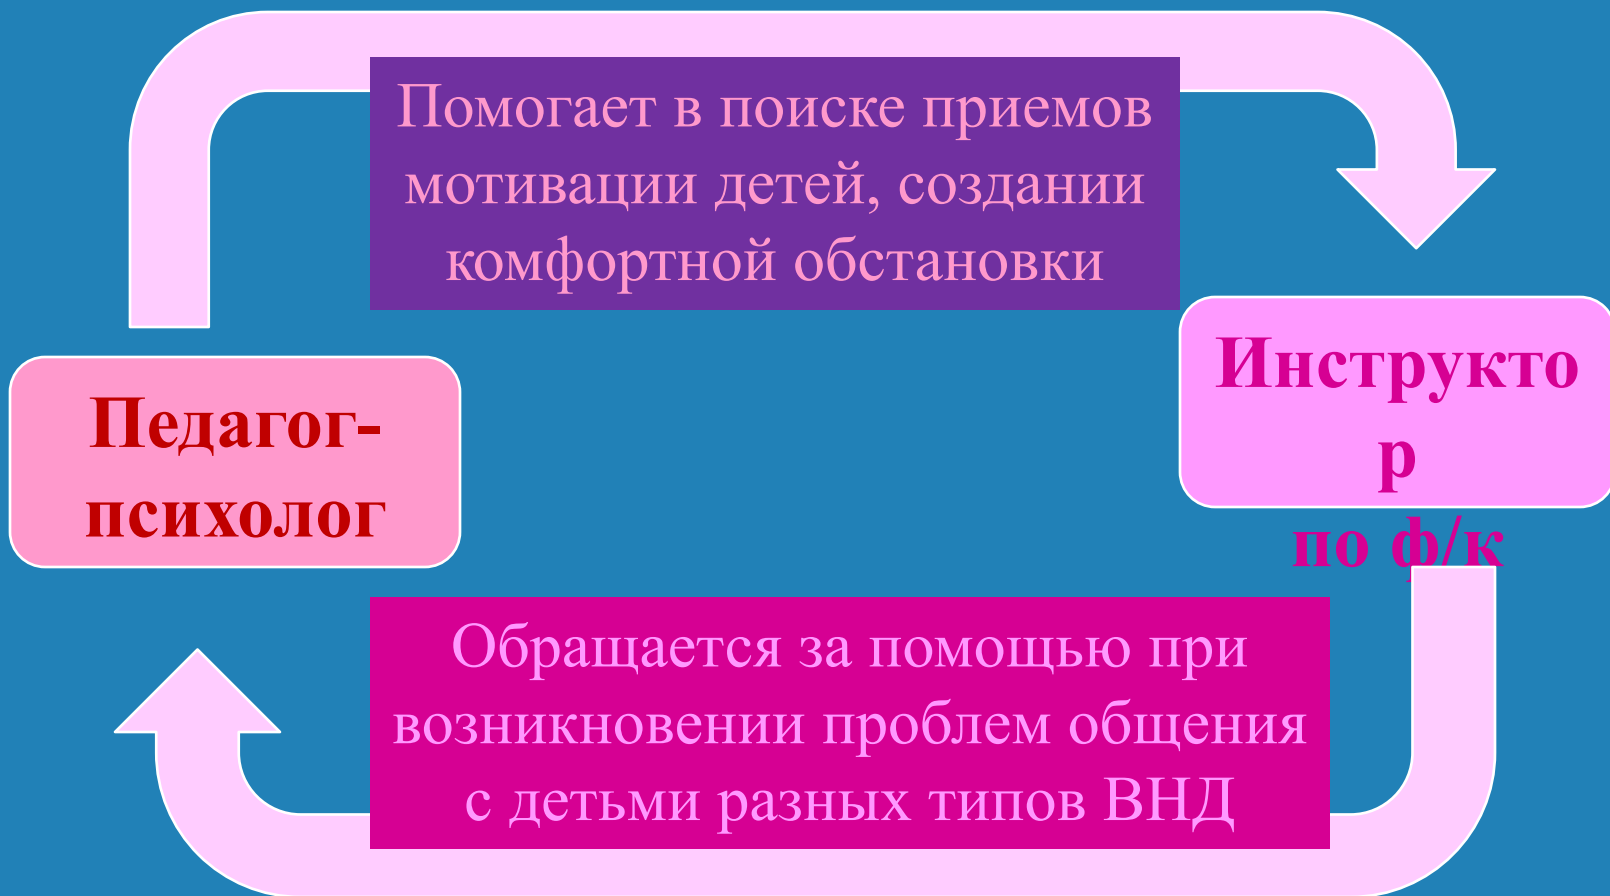 Помогает в поиске приемов
мотивации детей, создании
комфортной обстановки
Педагог-
психолог
Инструкто
р
по ф/к
Обращается за помощью при
возникновении проблем общения
с детьми разных типов ВНД